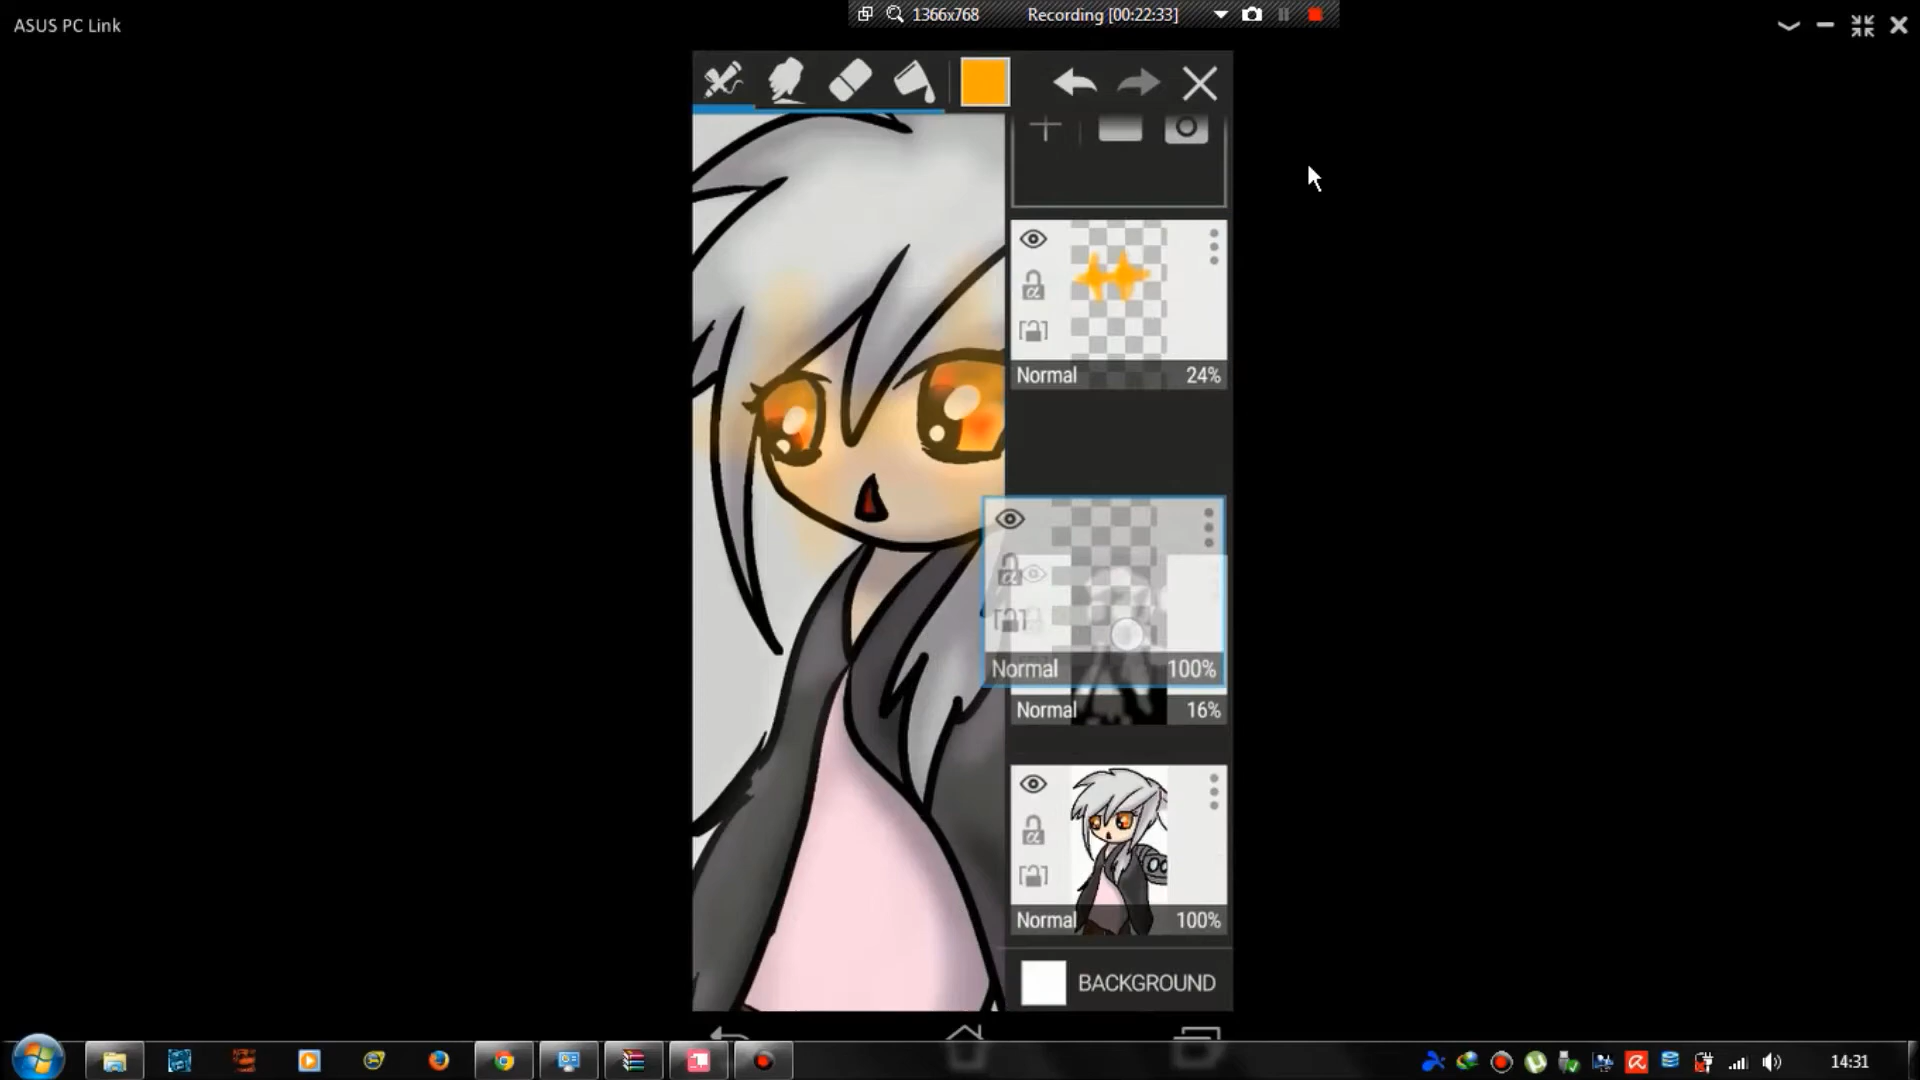 ASUS PC Link
1366x768
Recording [00:22:33]
Normal 24%
Normal 100%
Normal 16%
Normal 100%
BACKGROUND
14:31